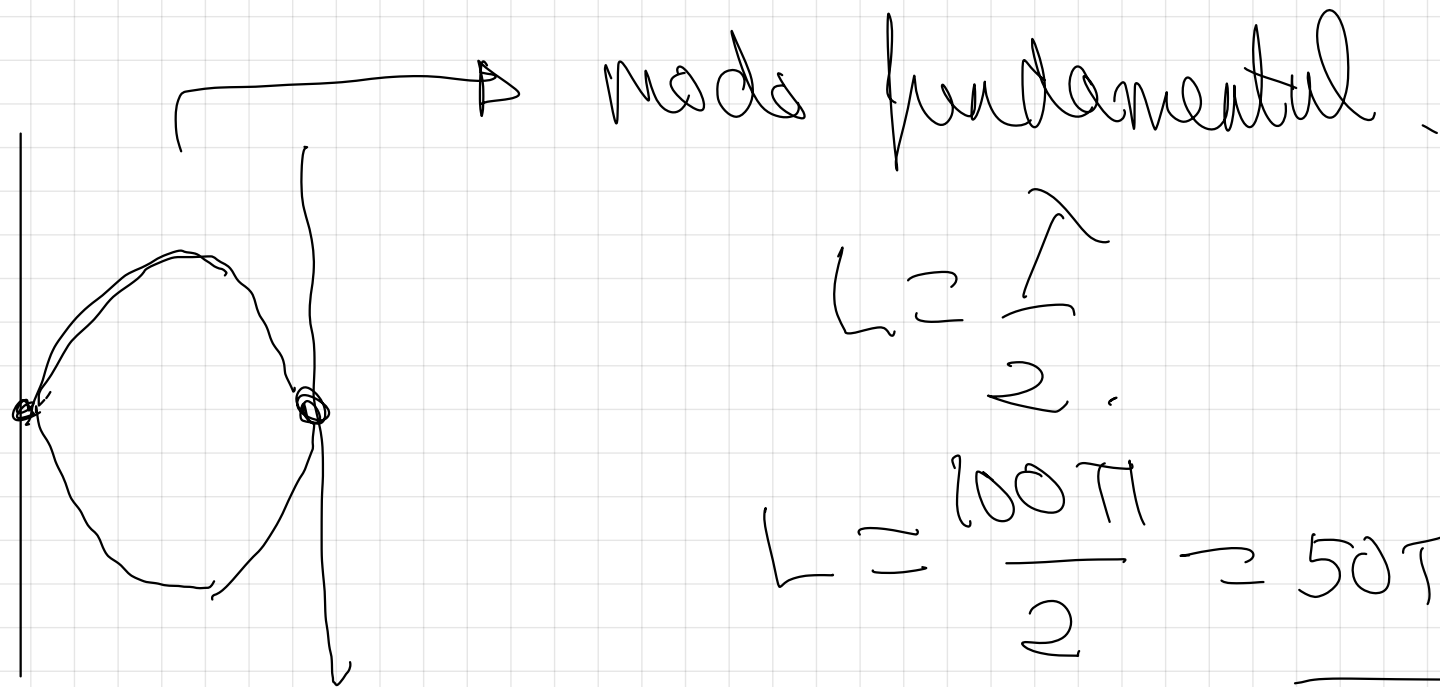 modo fundamental.
L = λ/2.
L = 100π/2 = 50π